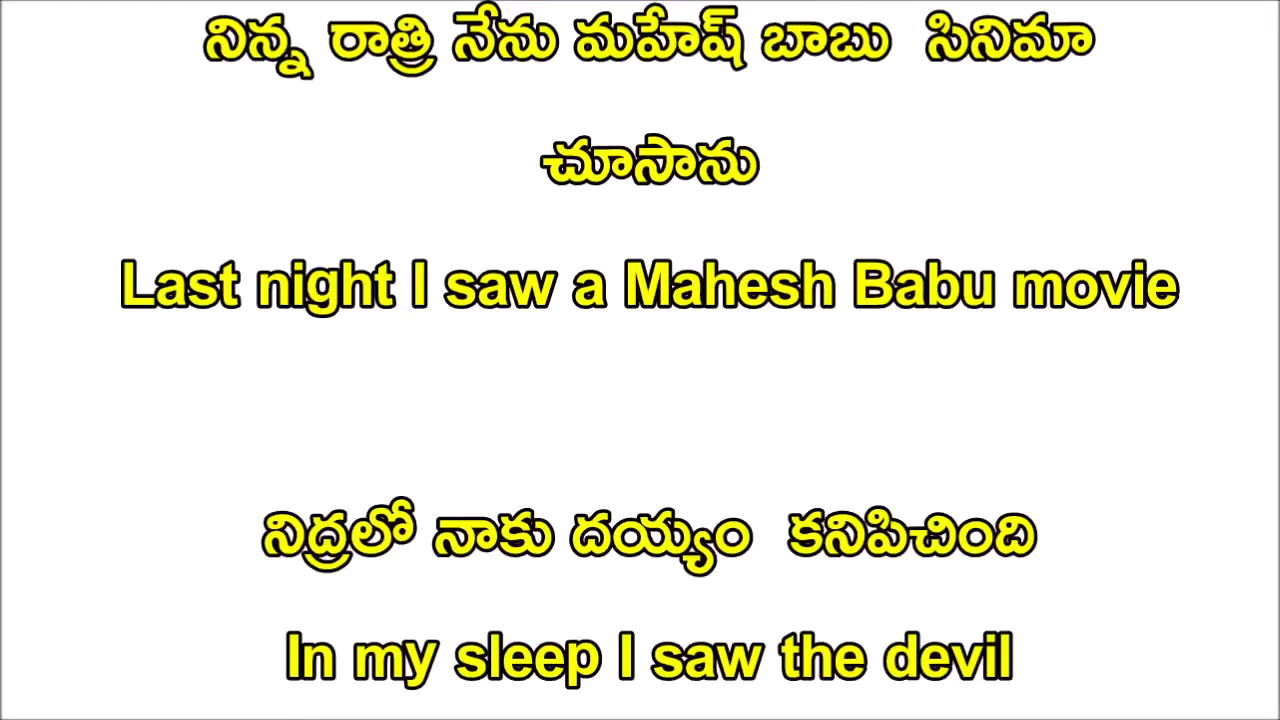 నిన్న రాత్రి నేను మహేష్ బాబు సినిమా
చూసాను
Last night I saw a Mahesh Babu movie
నిద్రలో నాకు దయ్యం కనిపిచింది
In my sleep I saw the devil